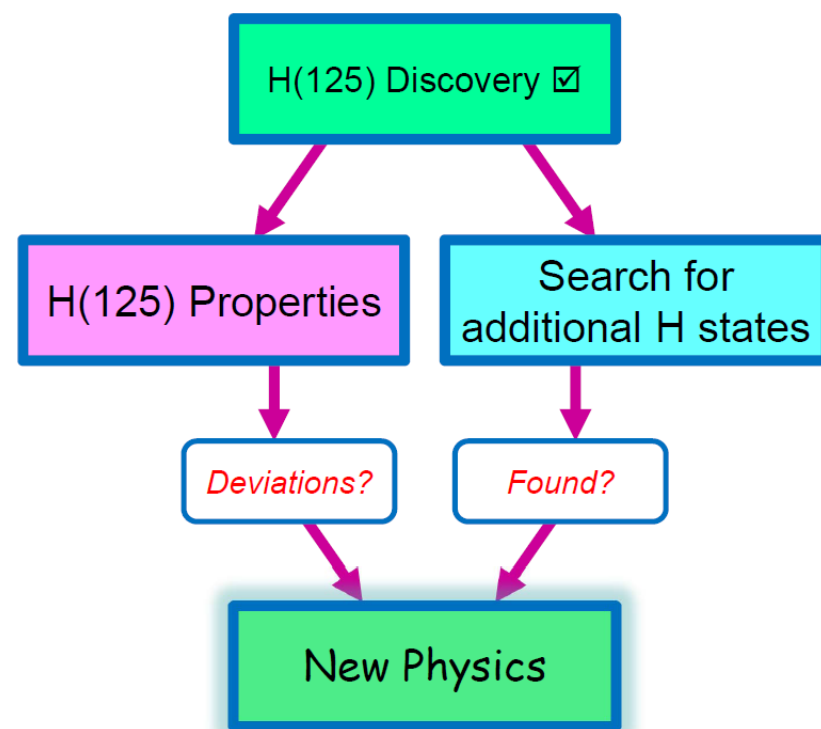 H(125) Discovery ☑
H(125) Properties
Search for
additional H states
Deviations?
Found?
New Physics